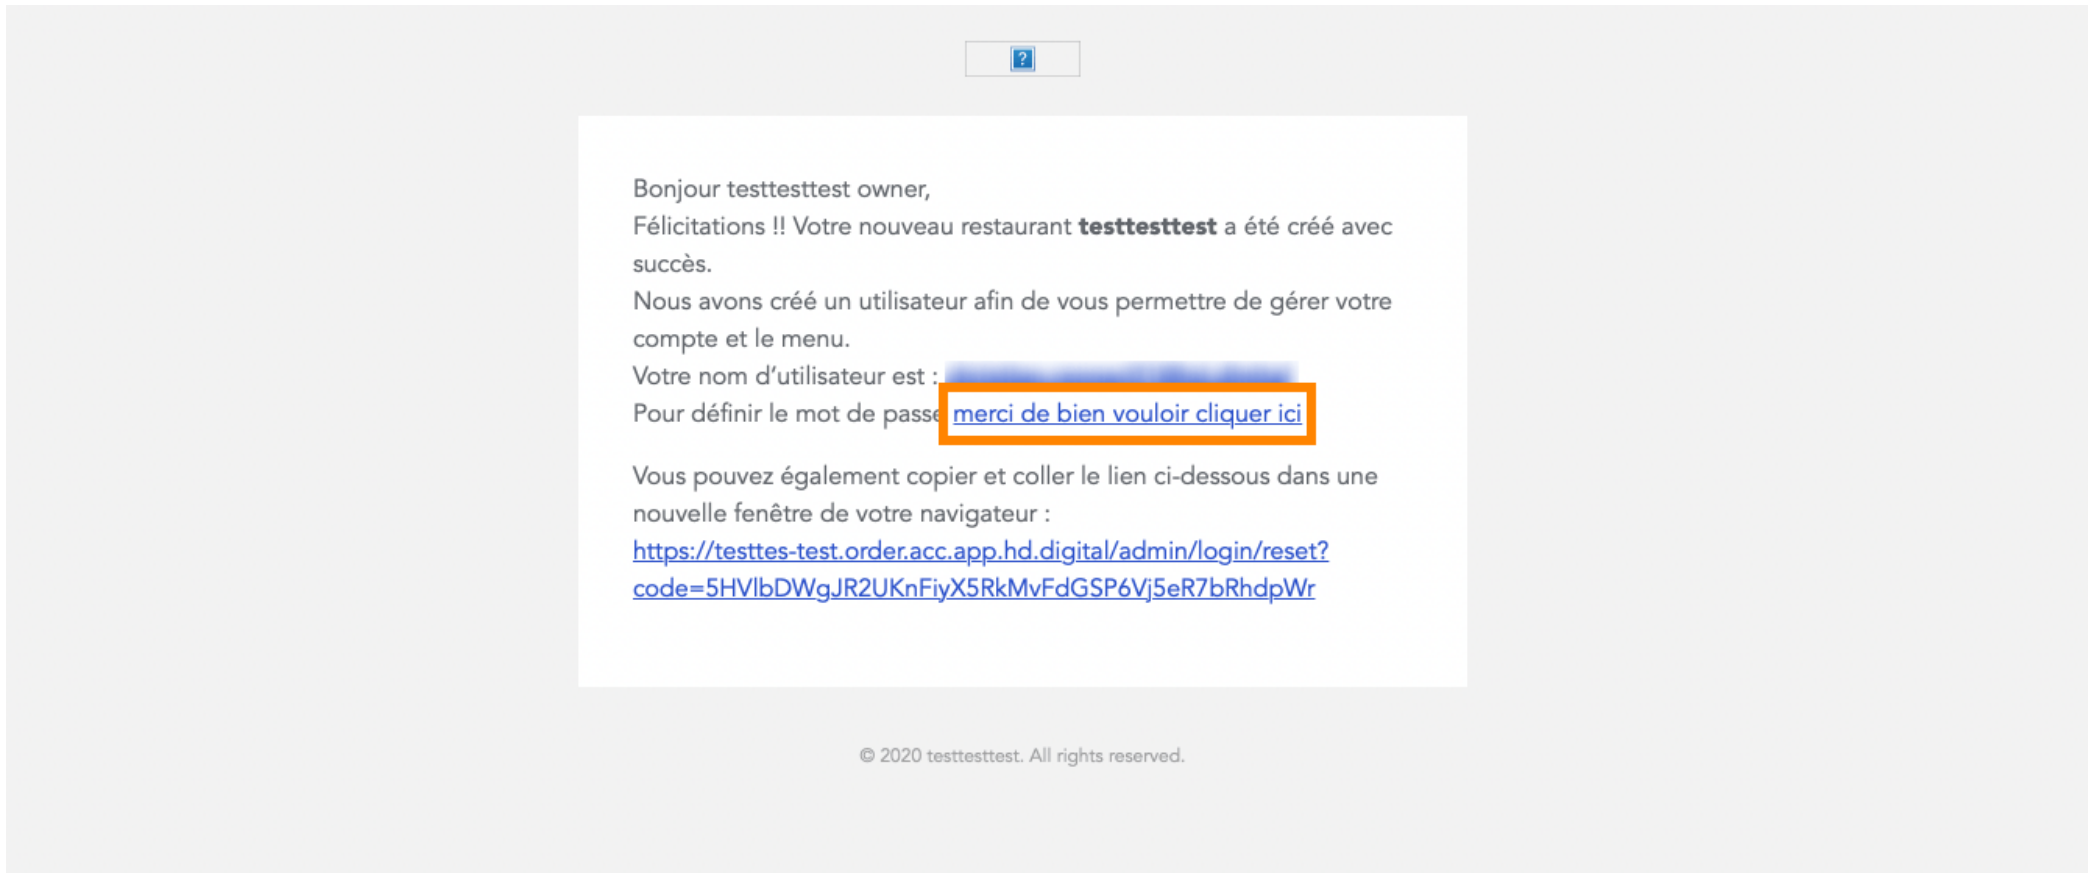 Bonjour testtesttest owner,
Félicitations !! Votre nouveau restaurant testtesttest a été créé avec
succès.
Nous avons créé un utilisateur afin de vous permettre de gérer votre
compte et le menu.
Votre nom d'utilisateur est :
Pour définir le mot de passe merci de bien vouloir cliquer ici
Vous pouvez également copier et coller le lien ci-dessous dans une
nouvelle fenêtre de votre navigateur :
https://testtes-test.order.acc.app.hd.digital/admin/login/reset?
code=5HVlbDWgJR2UKnFiyX5RkMvFdGSP6Vj5eR7bRhdpWr
© 2020 testtesttest. All rights reserved.